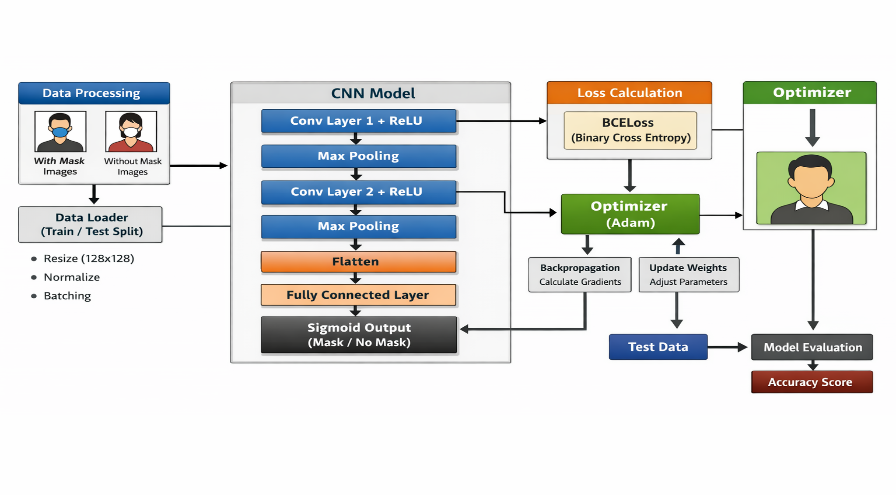 Data Processing
With Mask
Images
Without Mask
Images
Data Loader
(Train / Test Split)
• Resize (128x128)
• Normalize
• Batching
CNN Model
Conv Layer 1 + ReLU
Max Pooling
Conv Layer 2 + ReLU
Max Pooling
Flatten
Fully Connected Layer
Sigmoid Output
(Mask / No Mask)
Loss Calculation
BCELoss
(Binary Cross Entropy)
Optimizer
(Adam)
Backpropagation
Calculate Gradients
Update Weights
Adjust Parameters
Test Data
Optimizer
Model Evaluation
Accuracy Score